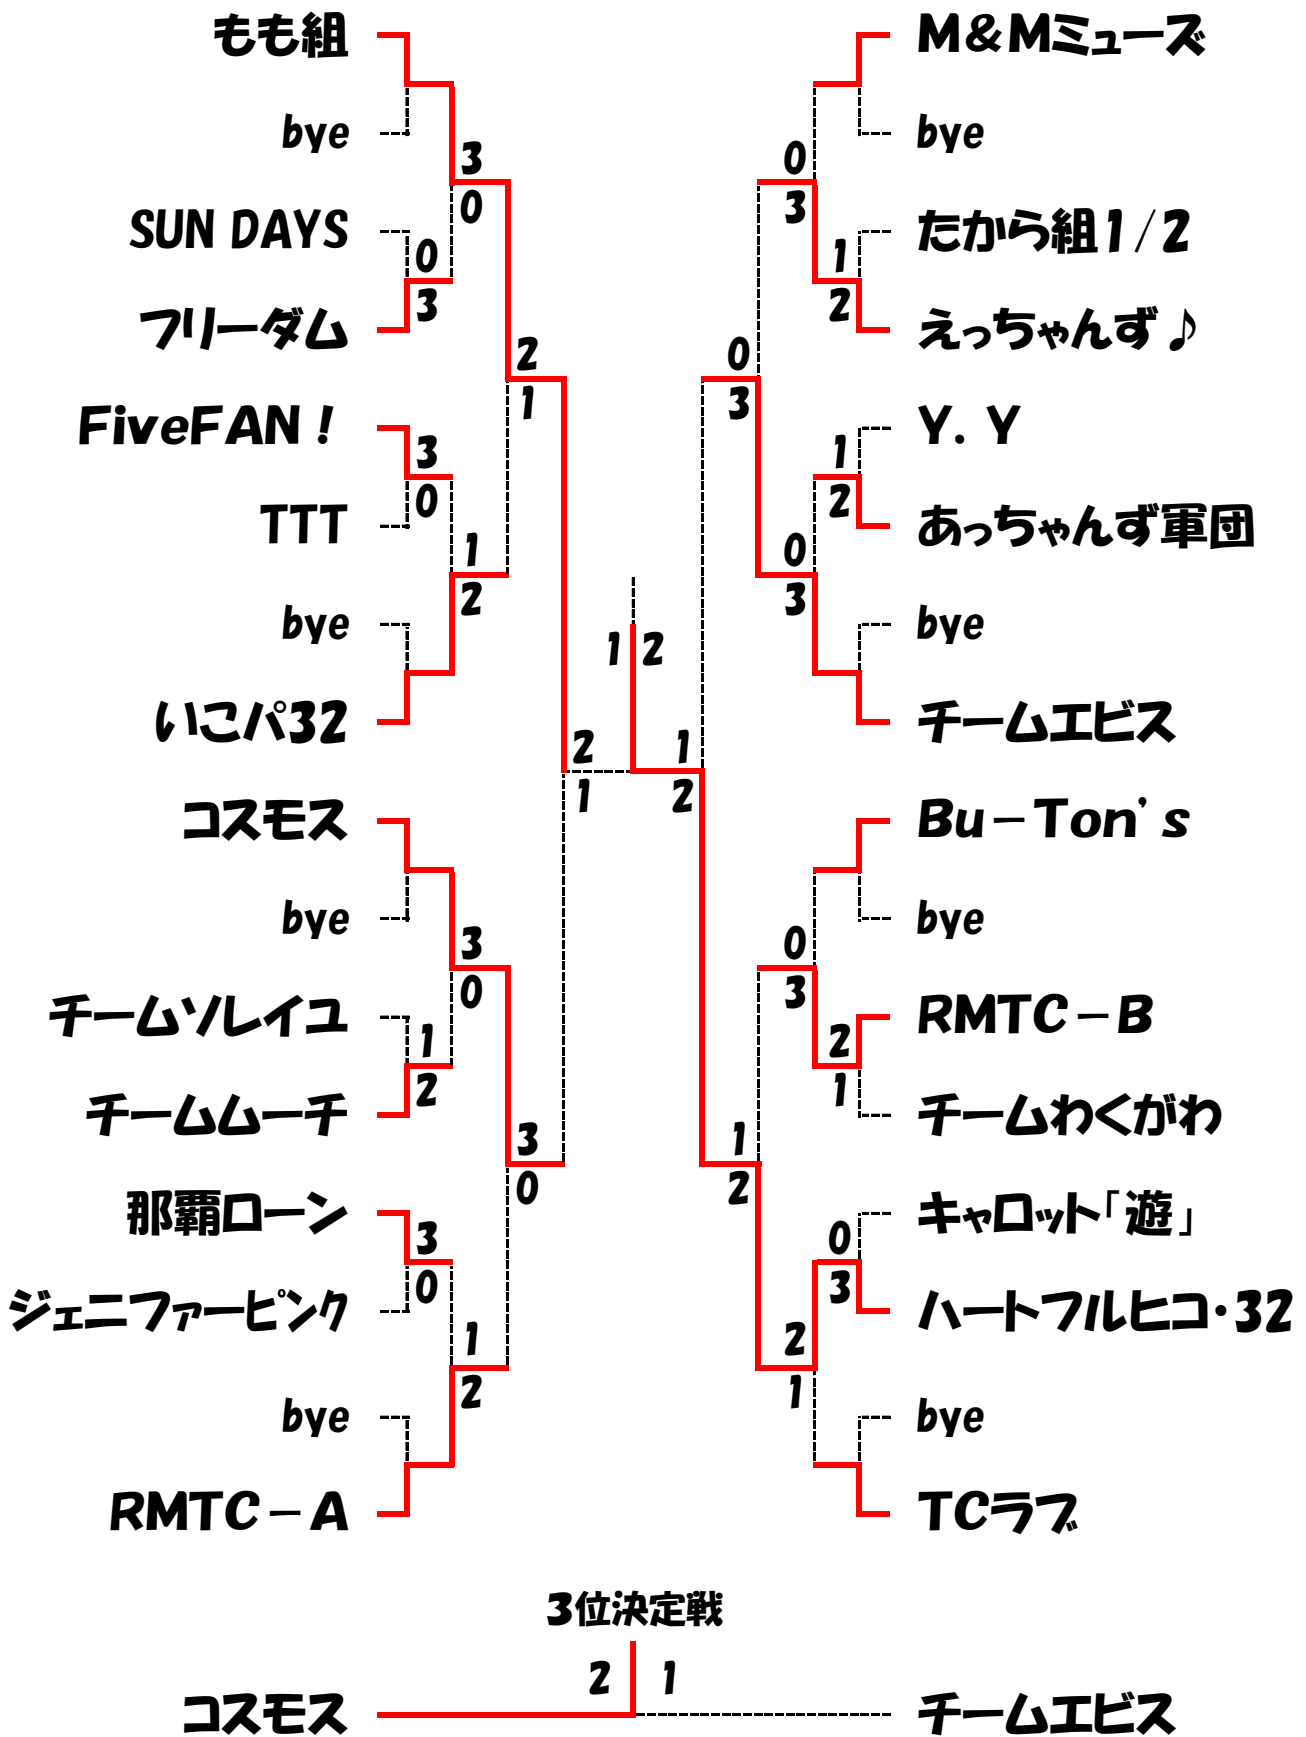 もも組
bye
3
0
SUN DAYS
0
3
フリーダム
2
1
FiveFAN！
3
0
TTT
1
2
bye
いこパ32
2
1
コスモス
bye
3
0
チームソレイユ
1
2
チームムーチ
3
0
那覇ローン
3
0
ジェニファーピンク
1
2
bye
RMTC－A
1 2
M&Mミューズ
bye
0
3
たから組1/2
1
2
えっちゃんず♪
0
3
Y．Y
1
2
あっちゃんず軍団
0
3
bye
チームエビス
1
2
Bu－Ton's
bye
0
3
RMTC－B
2
1
チームわくがわ
1
2
キャロット「遊」
0
3
ハートフルヒコ・32
2
1
bye
TCラブ
3位決定戦
2 1
コスモス チームエビス